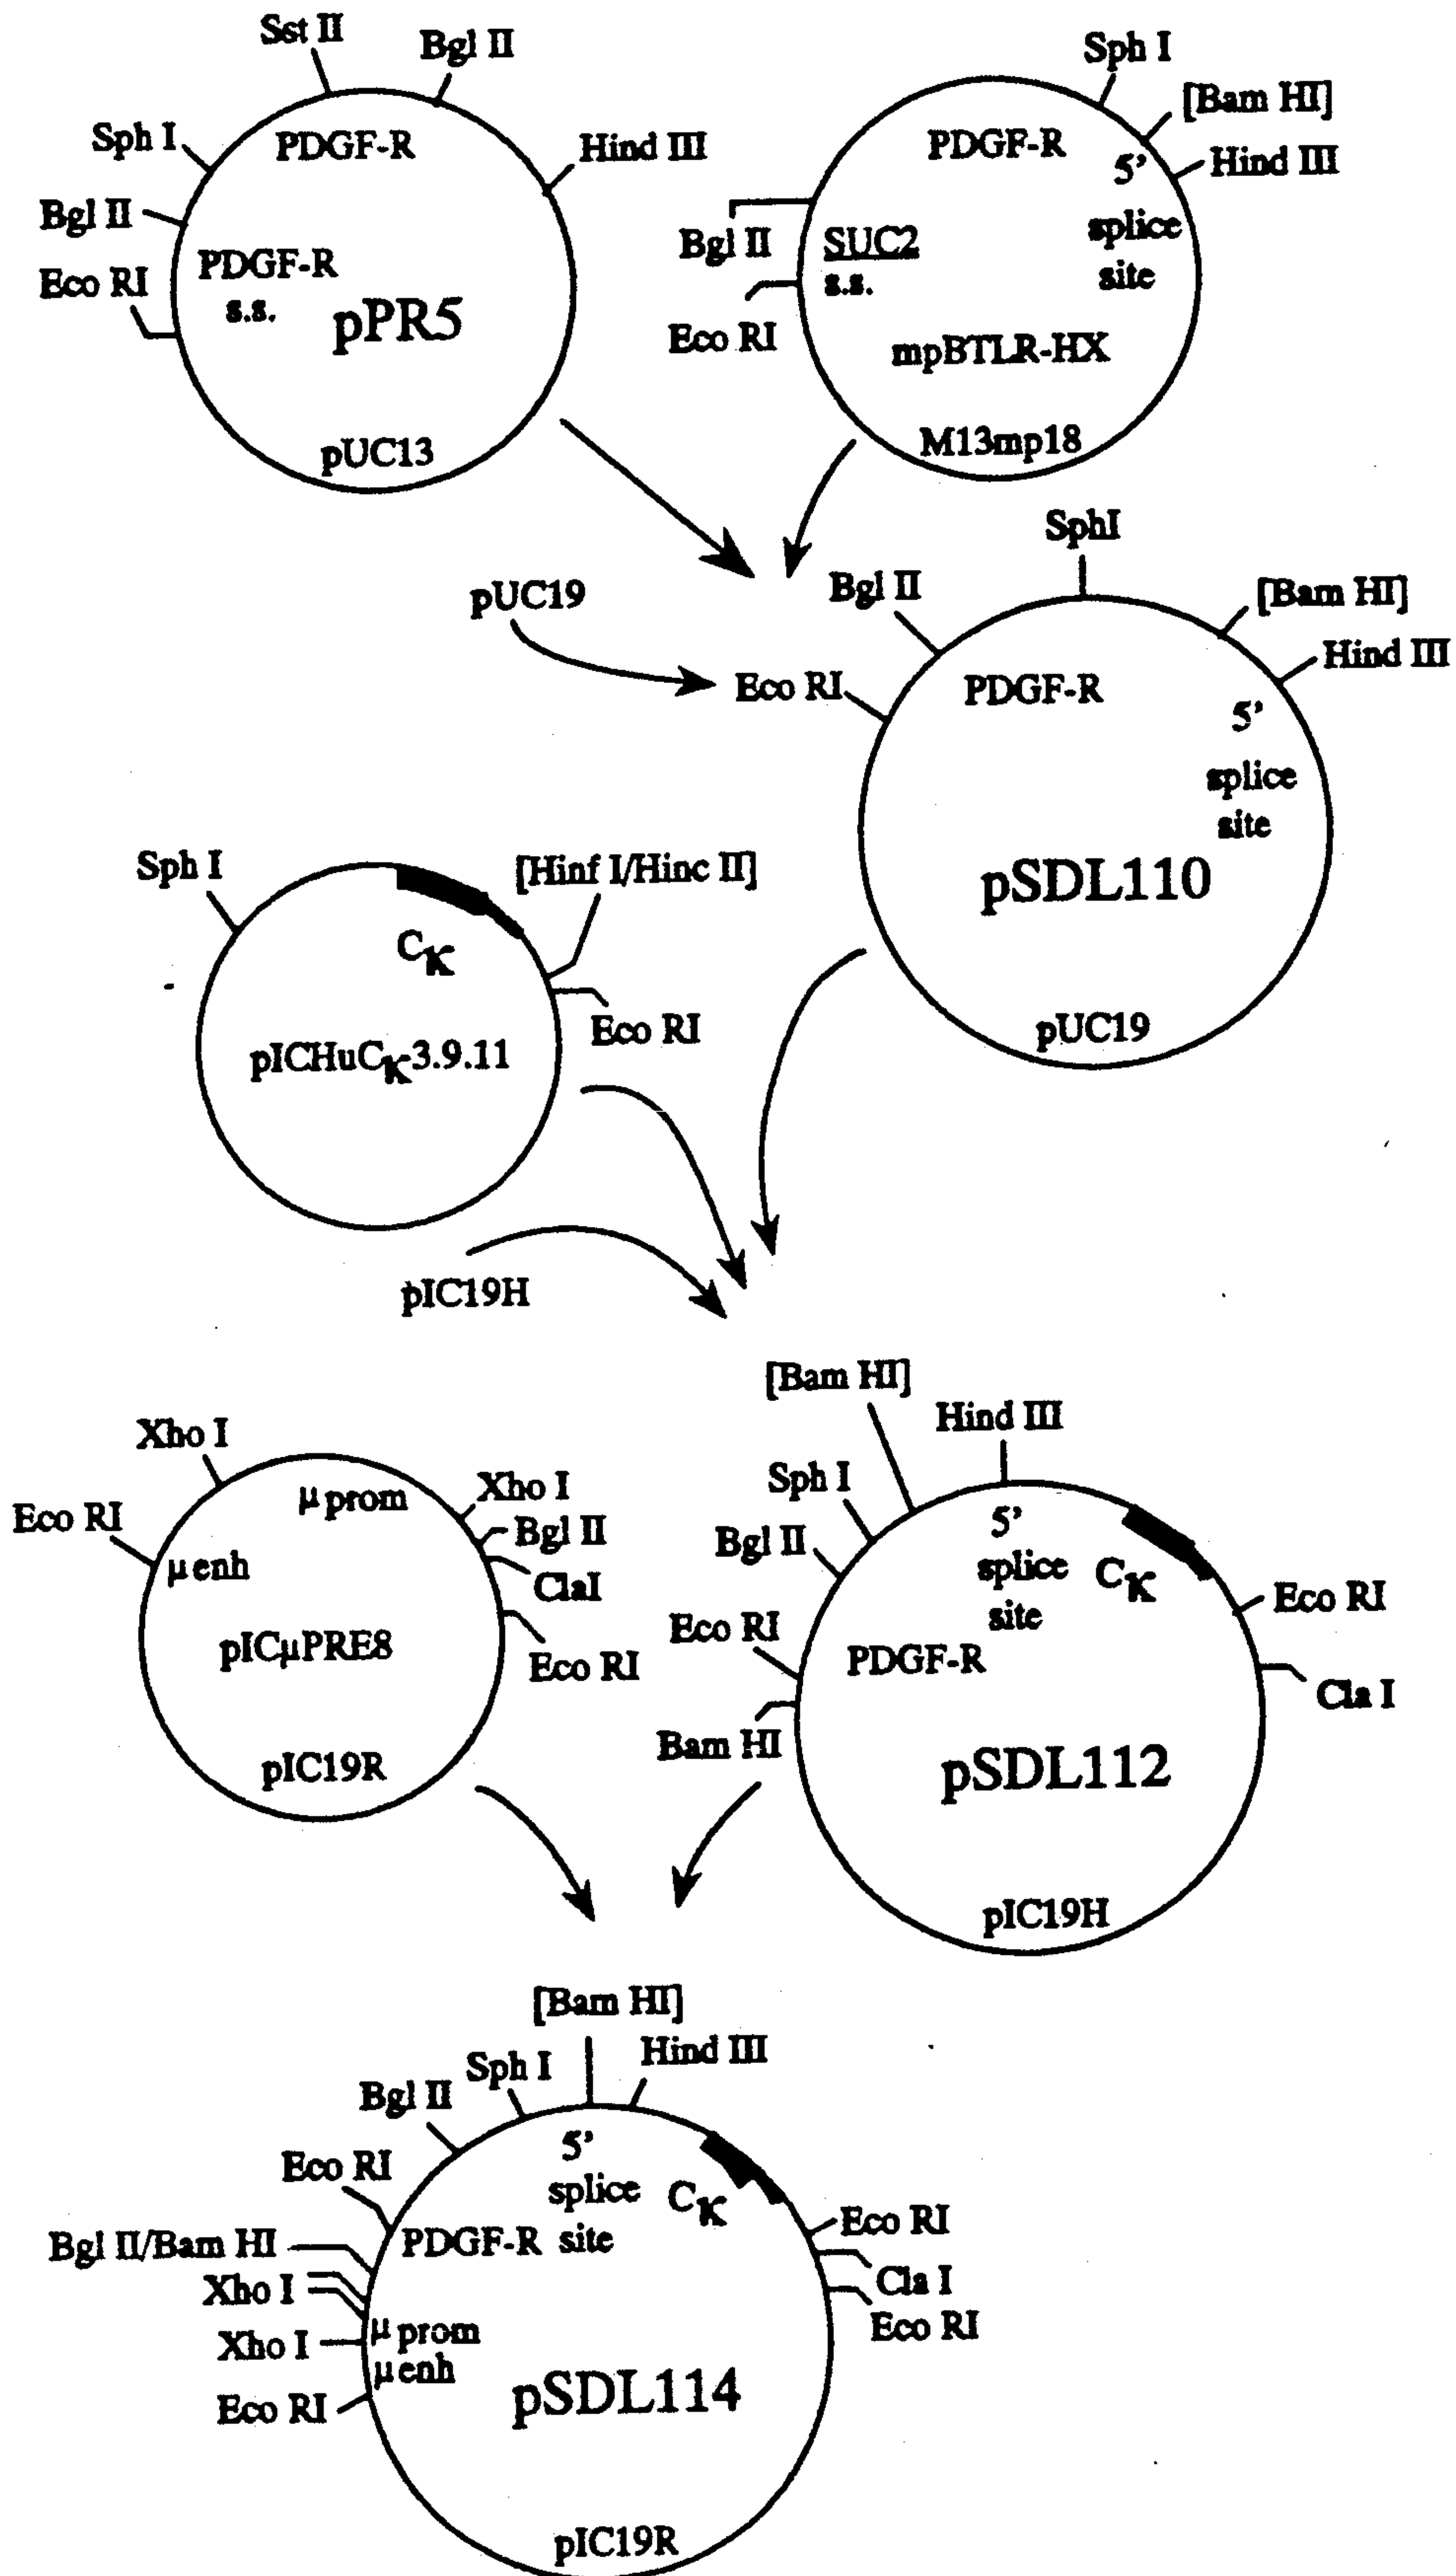 Sst II
Bgl II
Sph I
PDGF-R
Hind III
Bgl II
PDGF-R
s.s.
Eco RI
pPR5
pUC13
Sph I
[Bam HI]
PDGF-R
5'
Hind III
splice
site
Bgl II
SUC2
s.s.
Eco RI
mpBTLR-HX
M13mp18
pUC19
SphI
Bgl II
[Bam HI]
Hind III
Eco RI
PDGF-R
5'
splice
site
pSDL110
pUC19
Sph I
[Hinf I/Hinc II]
Cκ
Eco RI
pICHuCκ-3.9.11
pIC19H
Xho I
μ prom
Xho I
Eco RI
Bgl II
μ enh
ClaI
pICμPRE8
Eco RI
pIC19R
[Bam HI]
Hind III
Sph I
5'
Bgl II
splice
Cκ
site
Eco RI
Eco RI
PDGF-R
Cla I
Bam HI
pSDL112
pIC19H
[Bam HI]
Hind III
Sph I
Bgl II
5'
Eco RI
splice
Cκ
PDGF-R site
Eco RI
Bgl II/Bam HI
Cla I
Xho I
Eco RI
Xho I
μ prom
μ enh
Eco RI
pSDL114
pIC19R